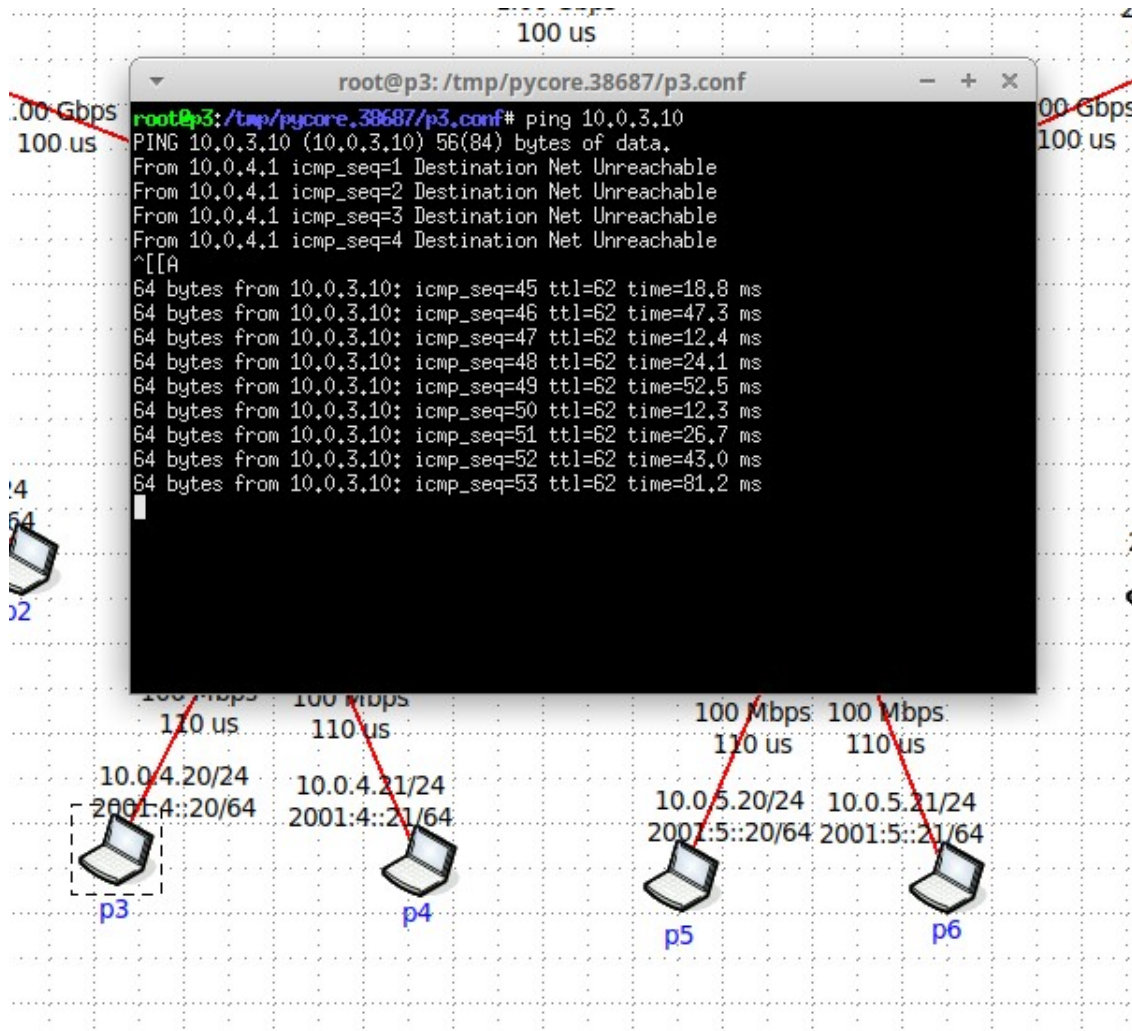 100 us
root@p3: /tmp/pycore.38687/p3.conf
.00 Gbps
100 us
00 Gbps
100 us
root@p3:/tmp/pycore.38687/p3.conf# ping 10.0.3.10
PING 10.0.3.10 (10.0.3.10) 56(84) bytes of data.
From 10.0.4.1 icmp_seq=1 Destination Net Unreachable
From 10.0.4.1 icmp_seq=2 Destination Net Unreachable
From 10.0.4.1 icmp_seq=3 Destination Net Unreachable
From 10.0.4.1 icmp_seq=4 Destination Net Unreachable
^[[A
64 bytes from 10.0.3.10: icmp_seq=45 ttl=62 time=18.8 ms
64 bytes from 10.0.3.10: icmp_seq=46 ttl=62 time=47.3 ms
64 bytes from 10.0.3.10: icmp_seq=47 ttl=62 time=12.4 ms
64 bytes from 10.0.3.10: icmp_seq=48 ttl=62 time=24.1 ms
64 bytes from 10.0.3.10: icmp_seq=49 ttl=62 time=52.5 ms
64 bytes from 10.0.3.10: icmp_seq=50 ttl=62 time=12.3 ms
64 bytes from 10.0.3.10: icmp_seq=51 ttl=62 time=26.7 ms
64 bytes from 10.0.3.10: icmp_seq=52 ttl=62 time=43.0 ms
64 bytes from 10.0.3.10: icmp_seq=53 ttl=62 time=81.2 ms
24
64
p2
100 Mbps
110 us
100 Mbps
110 us
100 Mbps
110 us
100 Mbps
110 us
10.0.4.20/24
2001:4::20/64
10.0.4.21/24
2001:4::21/64
10.0.5.20/24
2001:5::20/64
10.0.5.21/24
2001:5::21/64
p3
p4
p5
p6